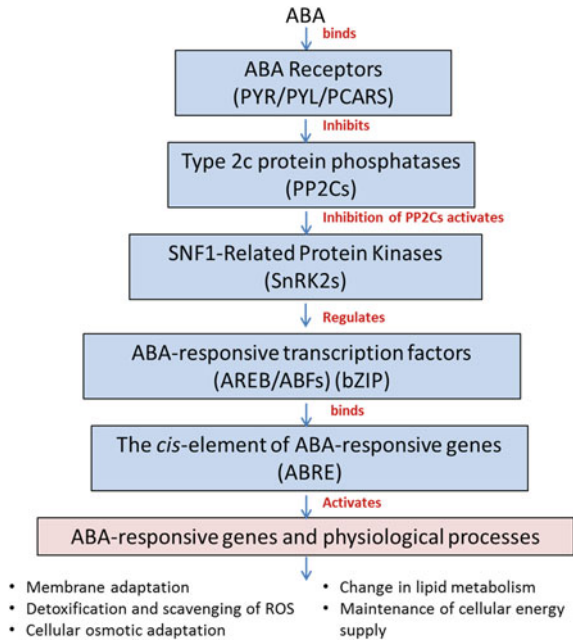 ABA
binds
ABA Receptors
(PYR/PYL/PCARS)
Inhibits
Type 2c protein phosphatases
(PP2Cs)
Inhibition of PP2Cs activates
SNF1-Related Protein Kinases
(SnRK2s)
Regulates
ABA-responsive transcription factors
(AREB/ABFs) (bZIP)
binds
The cis-element of ABA-responsive genes
(ABRE)
Activates
ABA-responsive genes and physiological processes
• Membrane adaptation
• Detoxification and scavenging of ROS
• Cellular osmotic adaptation
• Change in lipid metabolism
• Maintenance of cellular energy
supply